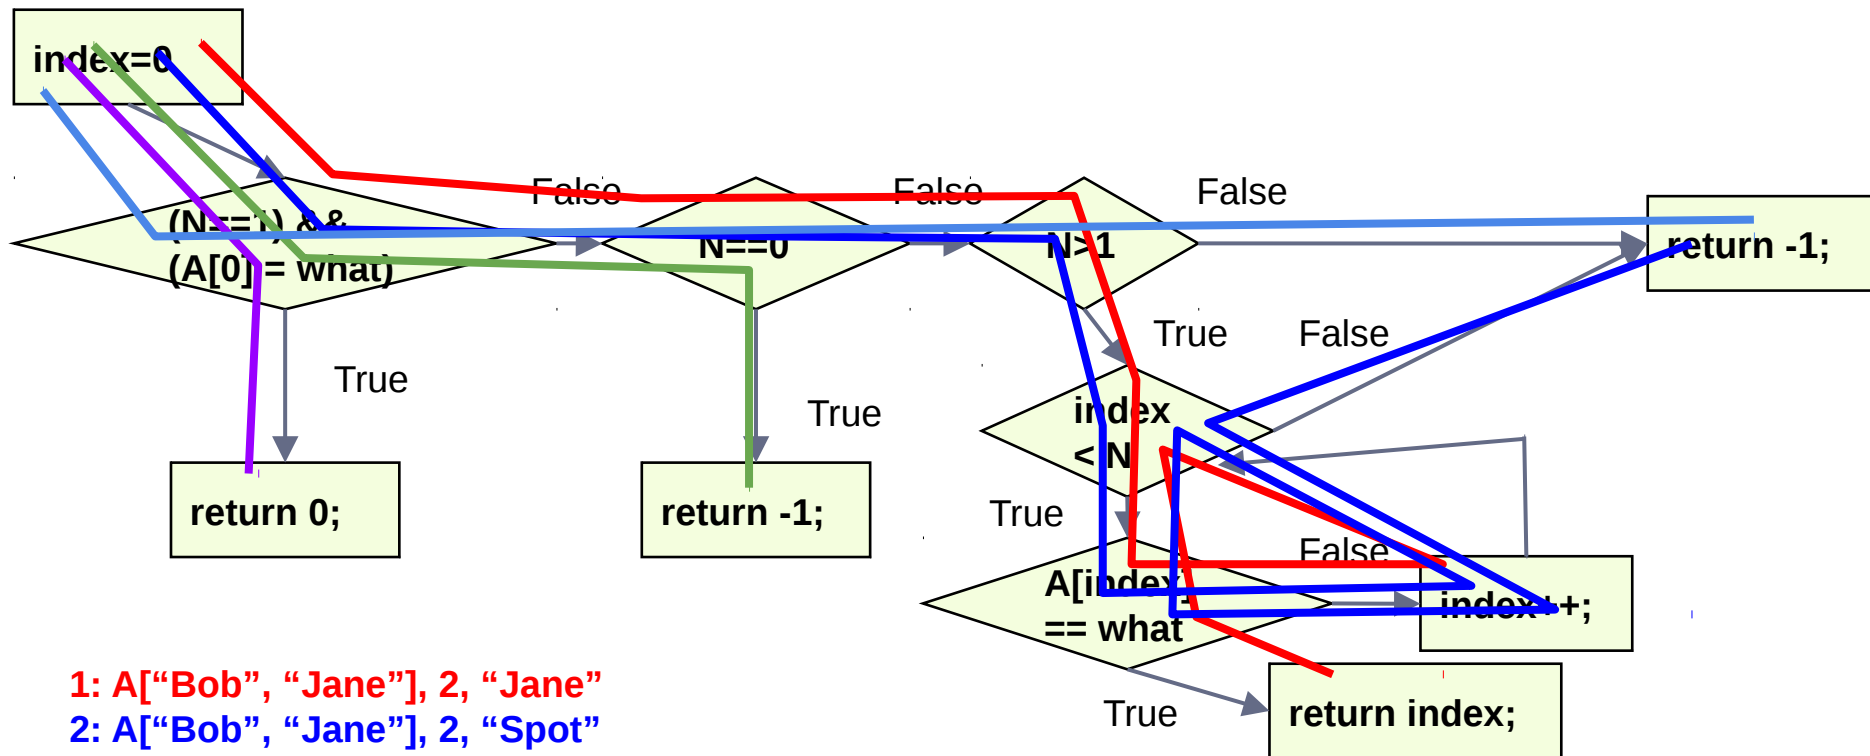 index=0
False
False
False
(N==1) &&
(A[0] = what)
N==0
N>1
return -1;
True
False
True
True
index
< N
return 0;
return -1;
True
False
A[index]
== what
index++;
1: A[“Bob”, “Jane”], 2, “Jane”
2: A[“Bob”, “Jane”], 2, “Spot”
True
return index;